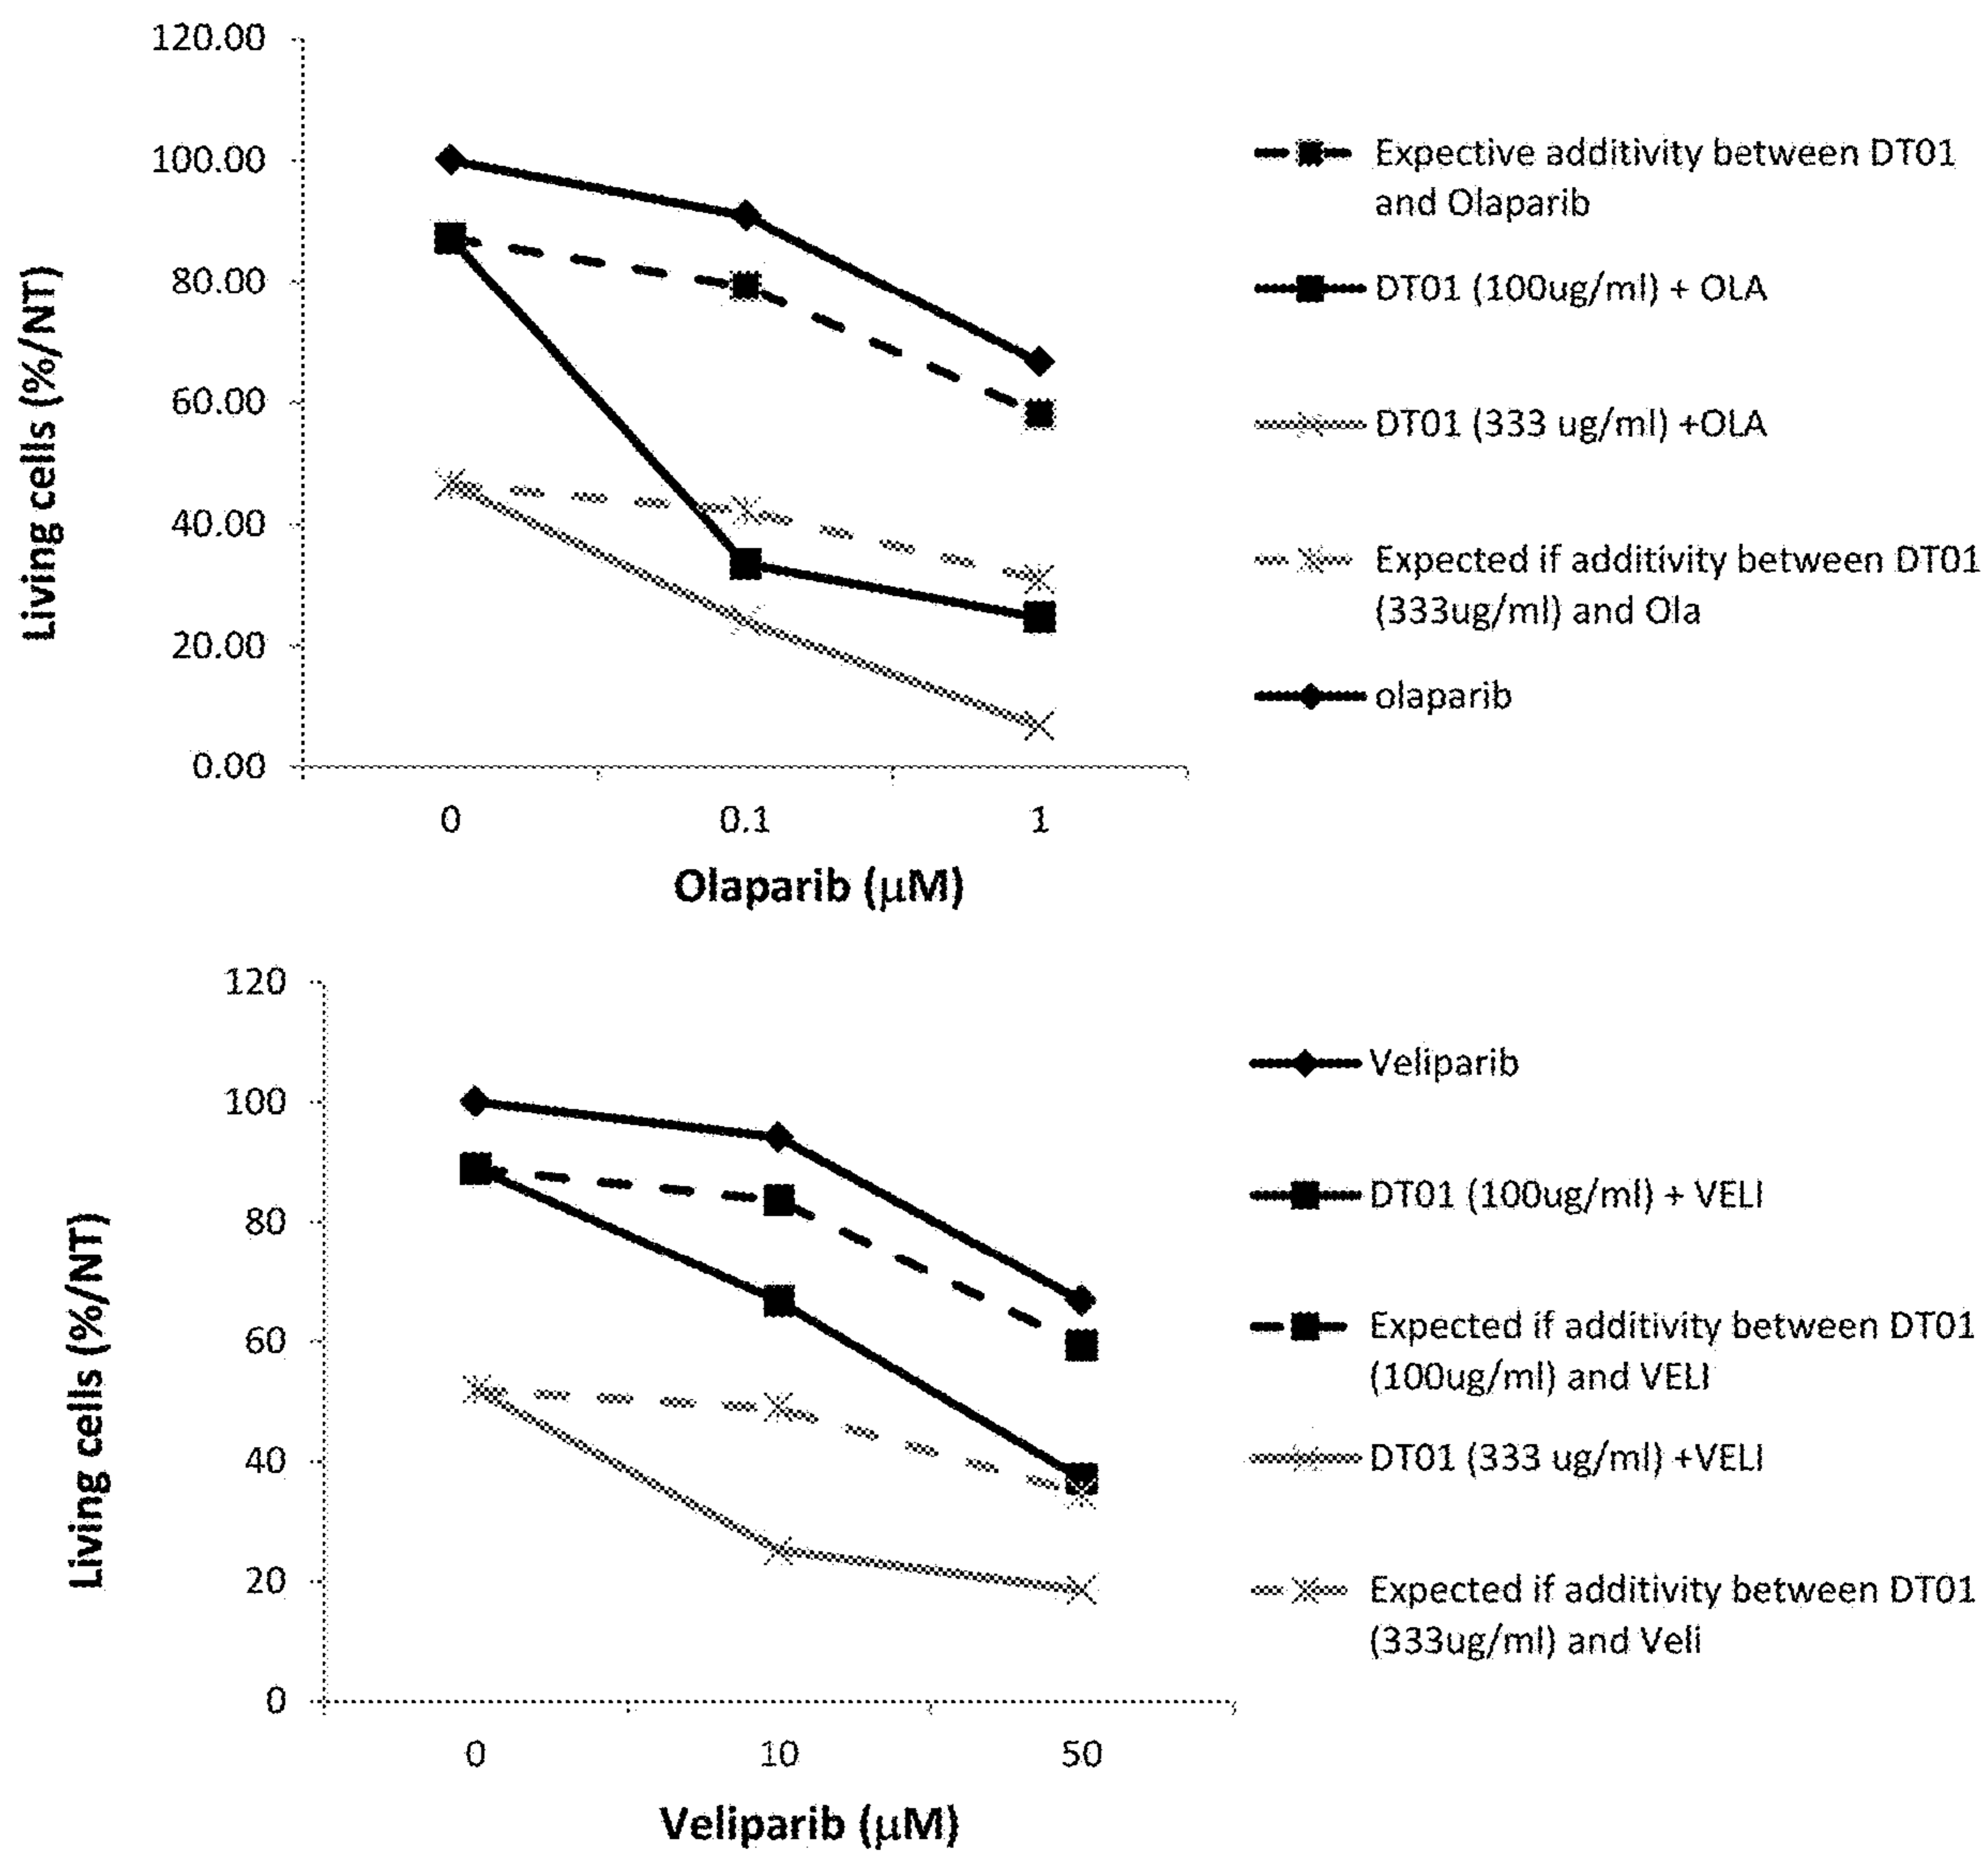 120.00
100.00
80.00
60.00
40.00
20.00
0.00
Living cells (%/NT)
0 0.1 1
Olaparib (µM)
Expective additivity between DT01
and Olaparib
DT01 (100ug/ml) + OLA
DT01 (333 ug/ml) +OLA
Expected if additivity between DT01
(333ug/ml) and Ola
olaparib
120
100
80
60
40
20
0
Living cells (%/NT)
0 10 50
Veliparib (µM)
Veliparib
DT01 (100ug/ml) + VELI
Expected if additivity between DT01
(100ug/ml) and VELI
DT01 (333 ug/ml) +VELI
Expected if additivity between DT01
(333ug/ml) and Veli